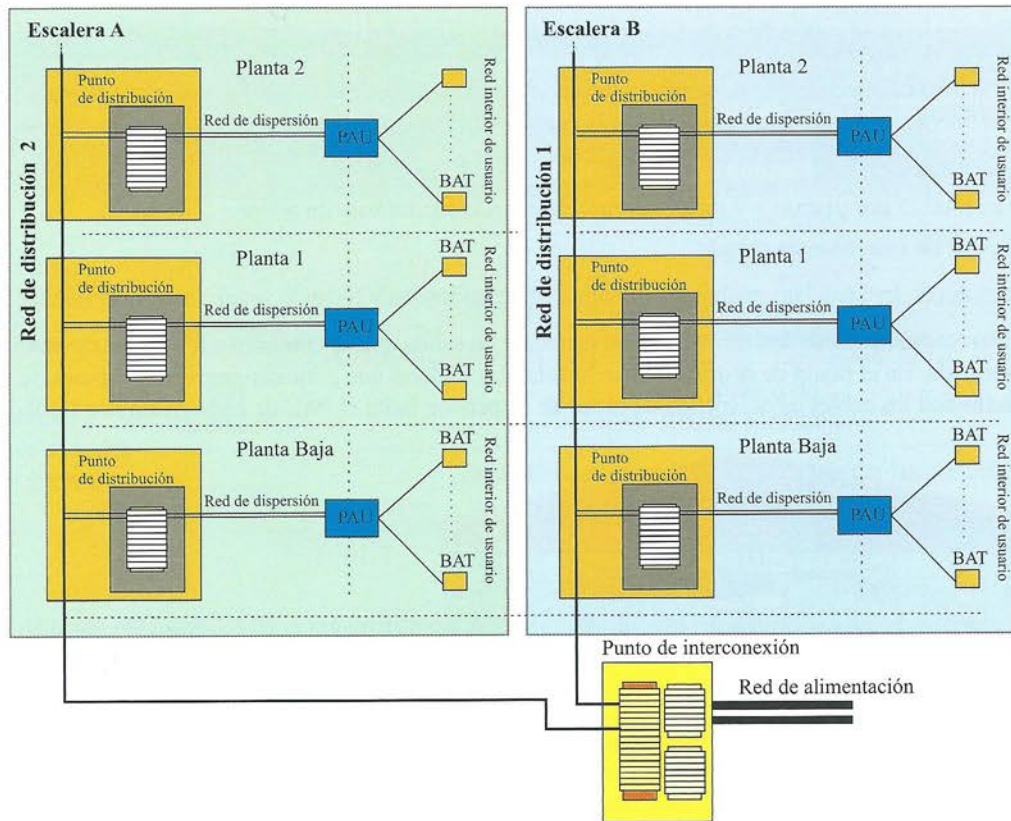 Escalera A
Planta 2
Punto
de distribución
Red de dispersión
PAU
BAT
Red interior de usuario
Red de distribución 2
Planta 1
Punto
de distribución
Red de dispersión
PAU
BAT
BAT
Red interior de usuario
Planta Baja
Punto
de distribución
Red de dispersión
PAU
BAT
BAT
Red interior de usuario
Escalera B
Planta 2
Punto
de distribución
Red de dispersión
PAU
BAT
Red interior de usuario
Red de distribución 1
Planta 1
Punto
de distribución
Red de dispersión
PAU
BAT
BAT
Red interior de usuario
Planta Baja
Punto
de distribución
Red de dispersión
PAU
BAT
BAT
Red interior de usuario
Punto de interconexión
Red de alimentación